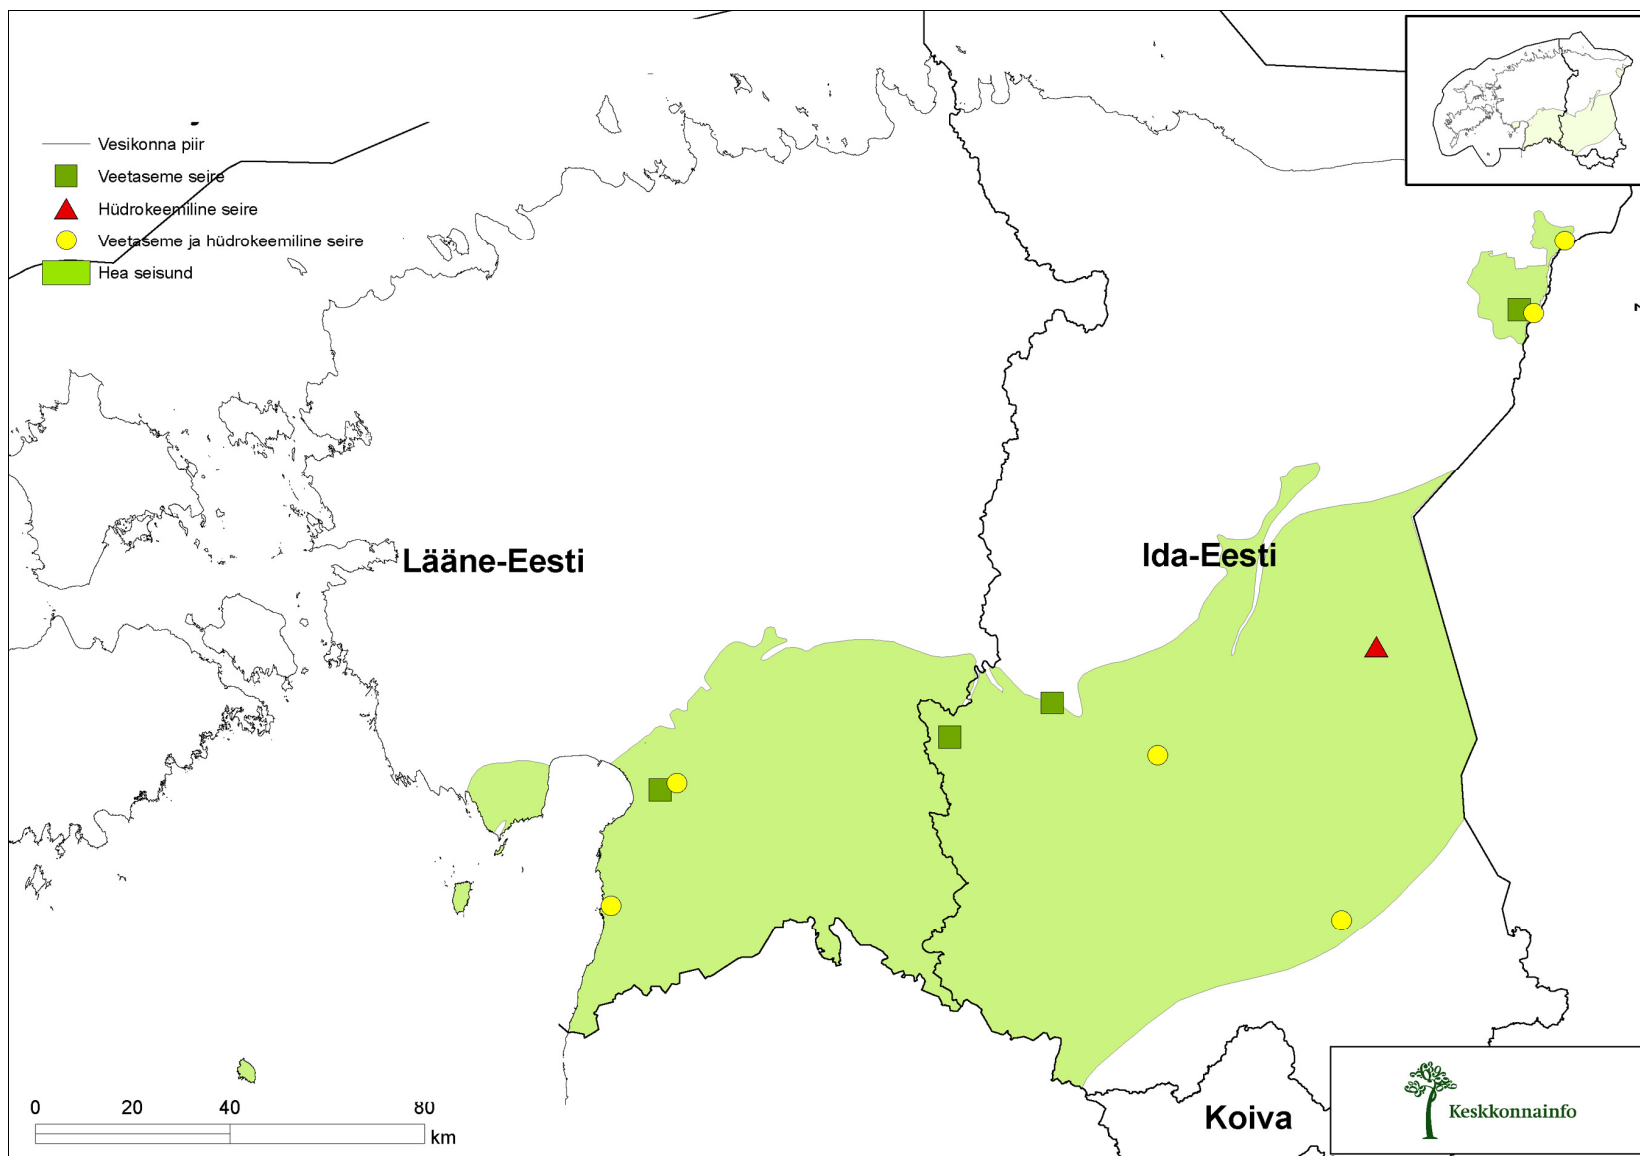 Vesikonna piir
Veetaseme seire
Hüdrokeemiline seire
Veetaseme ja hüdrokeemiline seire
Hea seisund
Lääne-Eesti
Ida-Eesti
Koiva
0 20 40 80
km
Keskkonnainfo